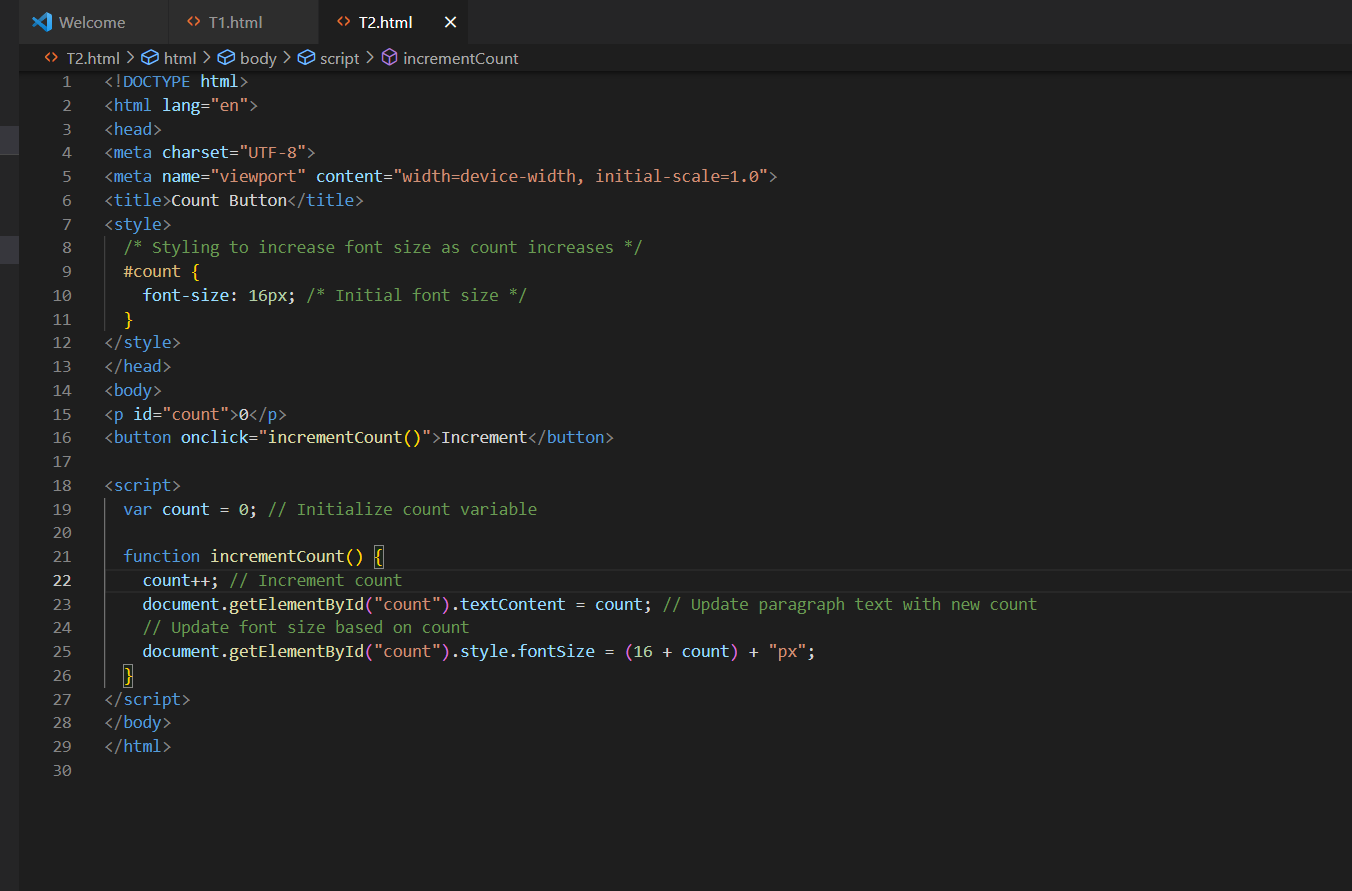 Welcome T1.html T2.html
T2.html html body script incrementCount
1 <!DOCTYPE html>
2 <html lang="en">
3 <head>
4 <meta charset="UTF-8">
5 <meta name="viewport" content="width=device-width, initial-scale=1.0">
6 <title>Count Button</title>
7 <style>
8   /* Styling to increase font size as count increases */
9   #count {
10     font-size: 16px; /* Initial font size */
11   }
12 </style>
13 </head>
14 <body>
15 <p id="count">0</p>
16 <button onclick="incrementCount()">Increment</button>
17
18 <script>
19   var count = 0; // Initialize count variable
20
21   function incrementCount() {
22     count++; // Increment count
23     document.getElementById("count").textContent = count; // Update paragraph text with new count
24     // Update font size based on count
25     document.getElementById("count").style.fontSize = (16 + count) + "px";
26   }
27 </script>
28 </body>
29 </html>
30